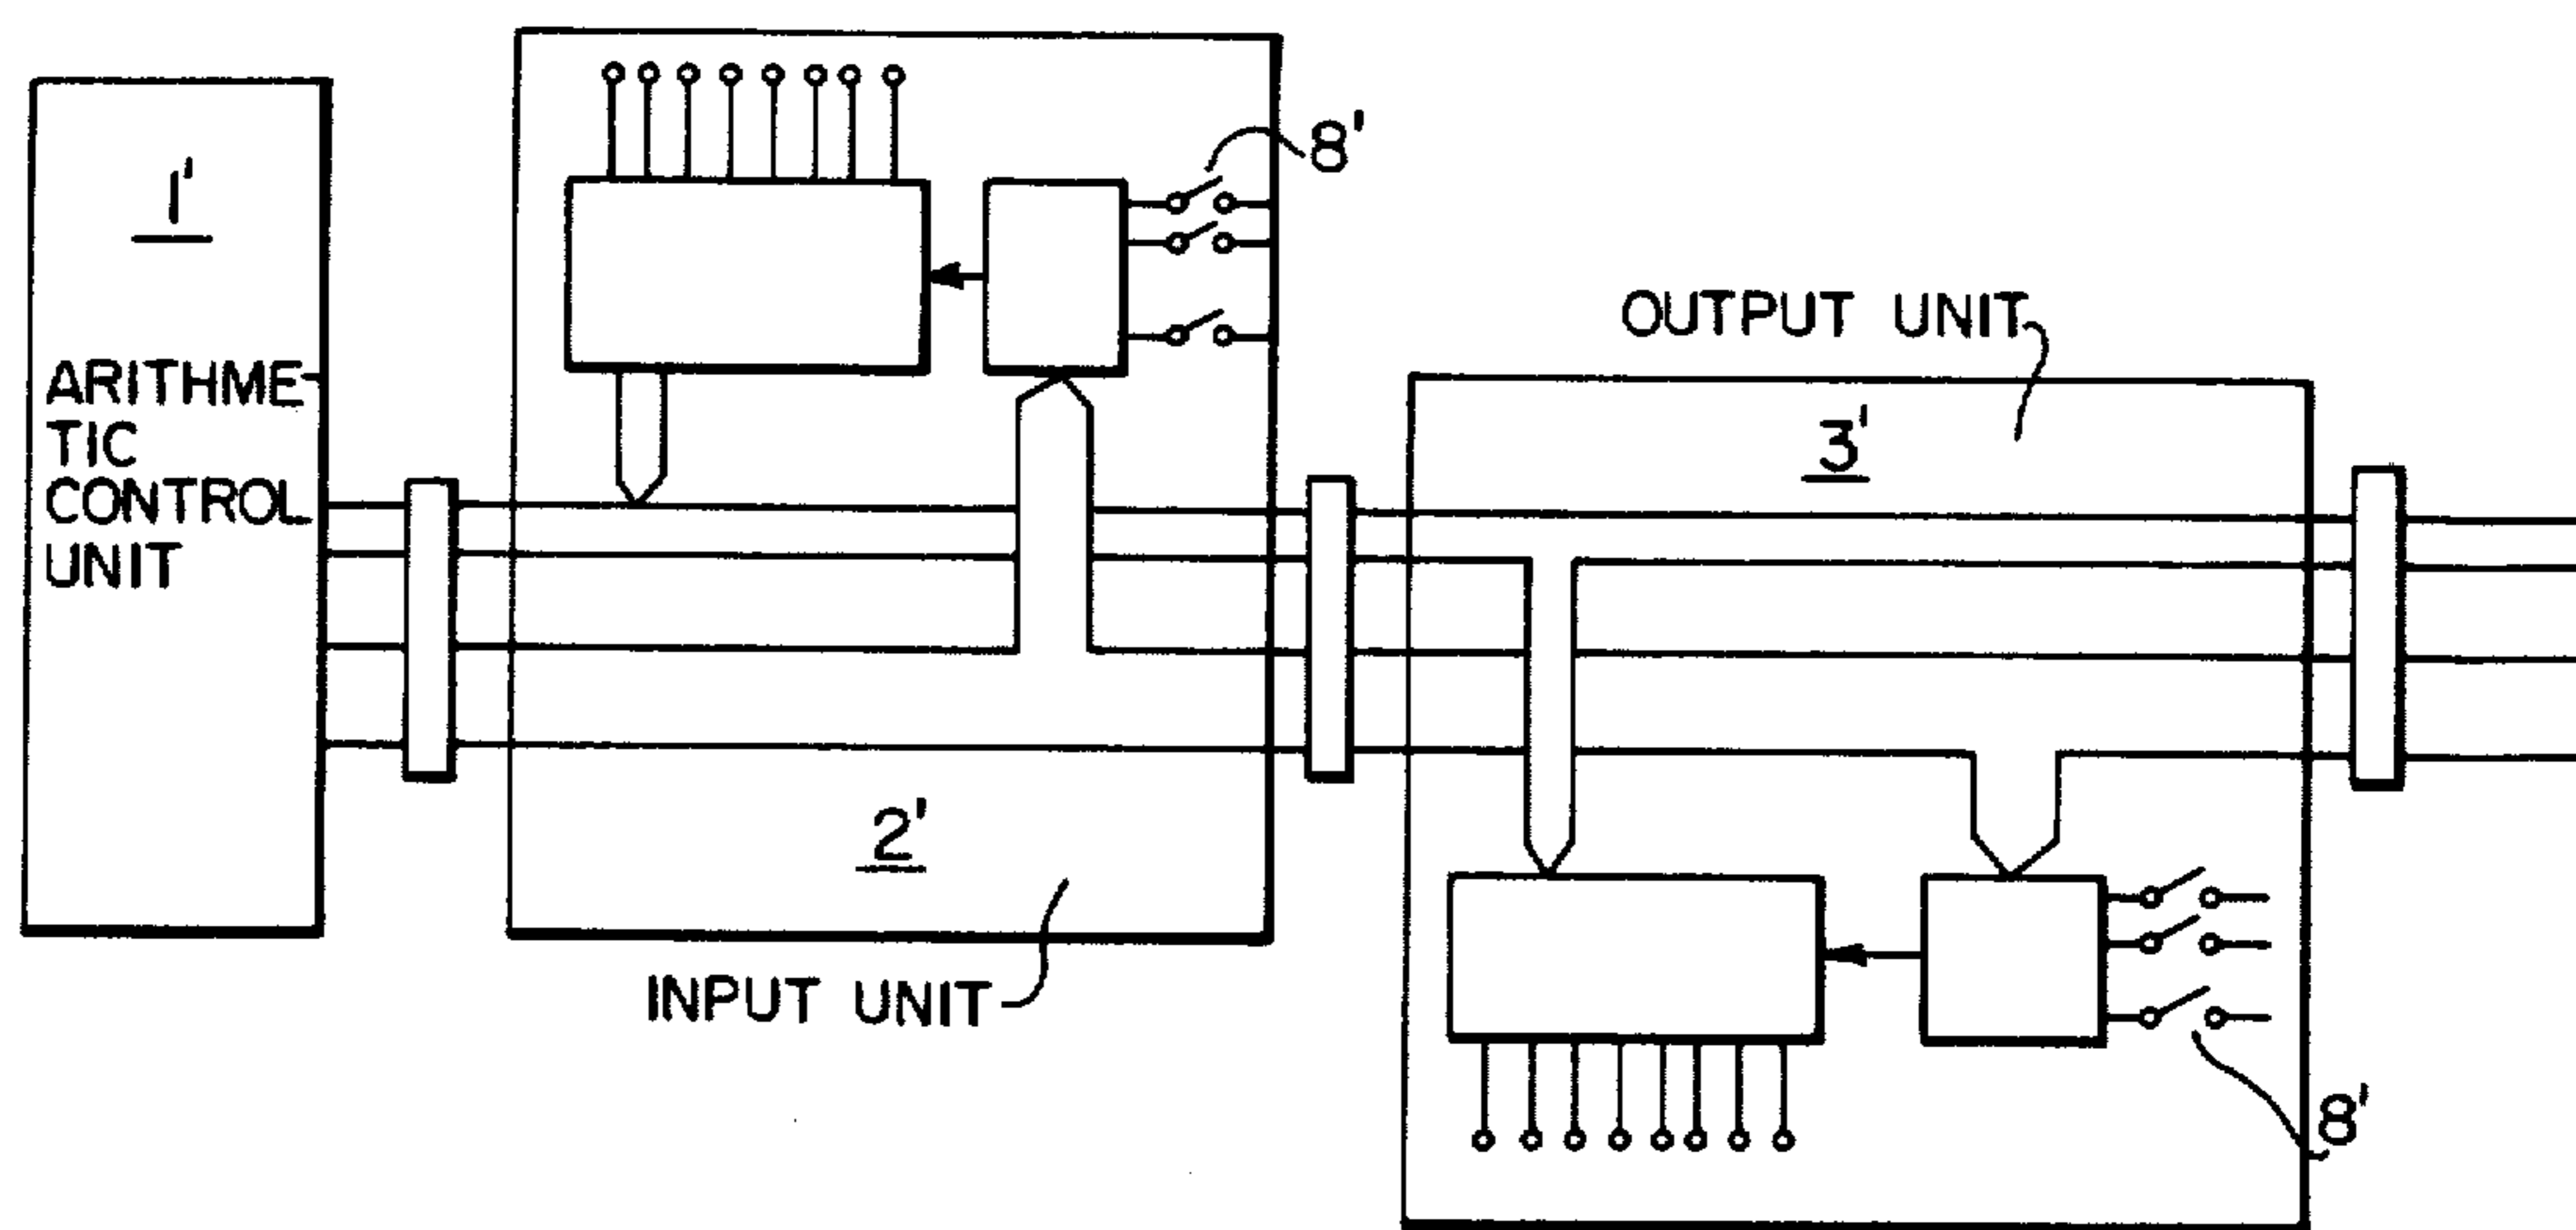 1'
ARITHME-
TIC
CONTROL
UNIT
8'
2'
INPUT UNIT
OUTPUT UNIT
3'
8'